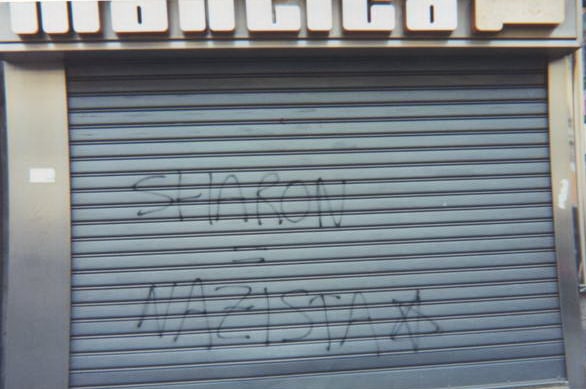 SHARON
=
NAZISTA